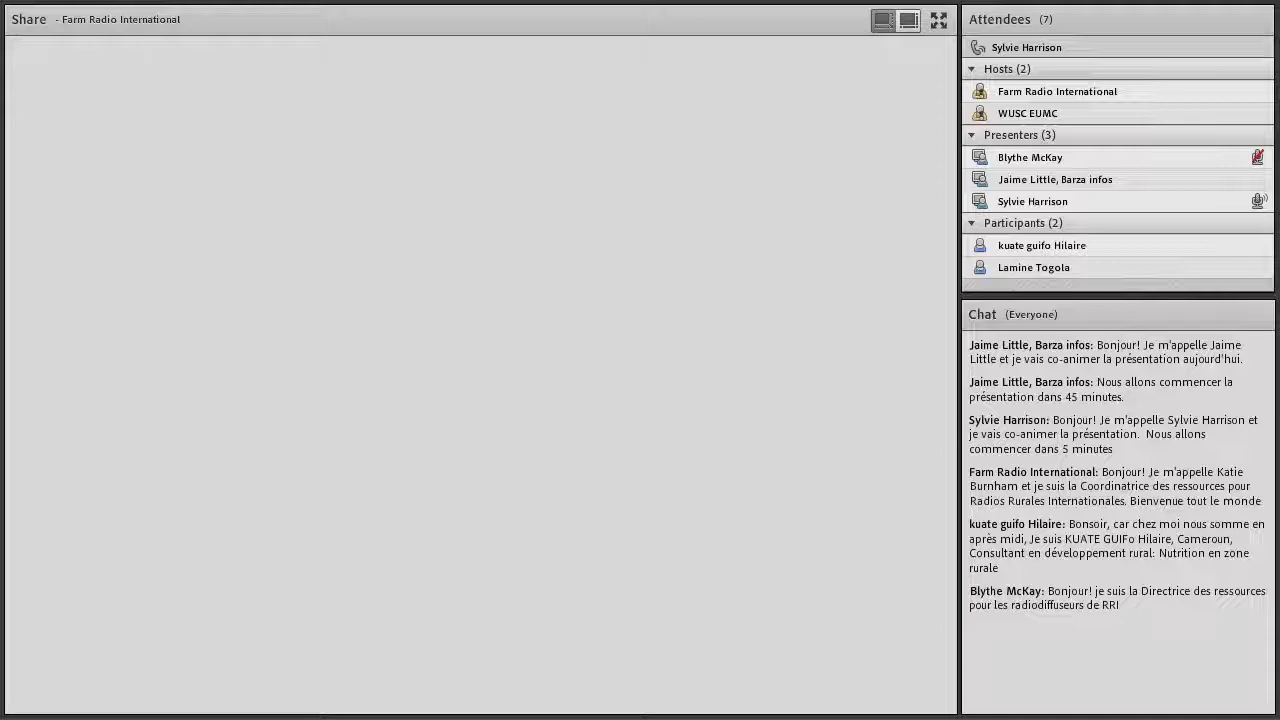 Share - Farm Radio International
Attendees (7)
Sylvie Harrison
Hosts (2)
Farm Radio International
WUSC EUMC
Presenters (3)
Blythe McKay
Jaime Little, Barza infos
Sylvie Harrison
Participants (2)
kuate guifo Hilaire
Lamine Togola
Chat (Everyone)
Jaime Little, Barza infos: Bonjour! Je m'appelle Jaime
Little et je vais co-animer la présentation aujourd'hui.
Jaime Little, Barza infos: Nous allons commencer la
présentation dans 45 minutes.
Sylvie Harrison: Bonjour! Je m'appelle Sylvie Harrison et
je vais co-animer la présentation. Nous allons
commencer dans 5 minutes
Farm Radio International: Bonjour! Je m'appelle Katie
Burnham et je suis la Coordinatrice des ressources pour
Radios Rurales Internationales. Bienvenue tout le monde
kuate guifo Hilaire: Bonsoir, car chez moi nous somme en
après midi, Je suis KUATE GUIFo Hilaire, Cameroun,
Consultant en développement rural: Nutrition en zone
rurale
Blythe McKay: Bonjour! je suis la Directrice des ressources
pour les radiodiffuseurs de RRI